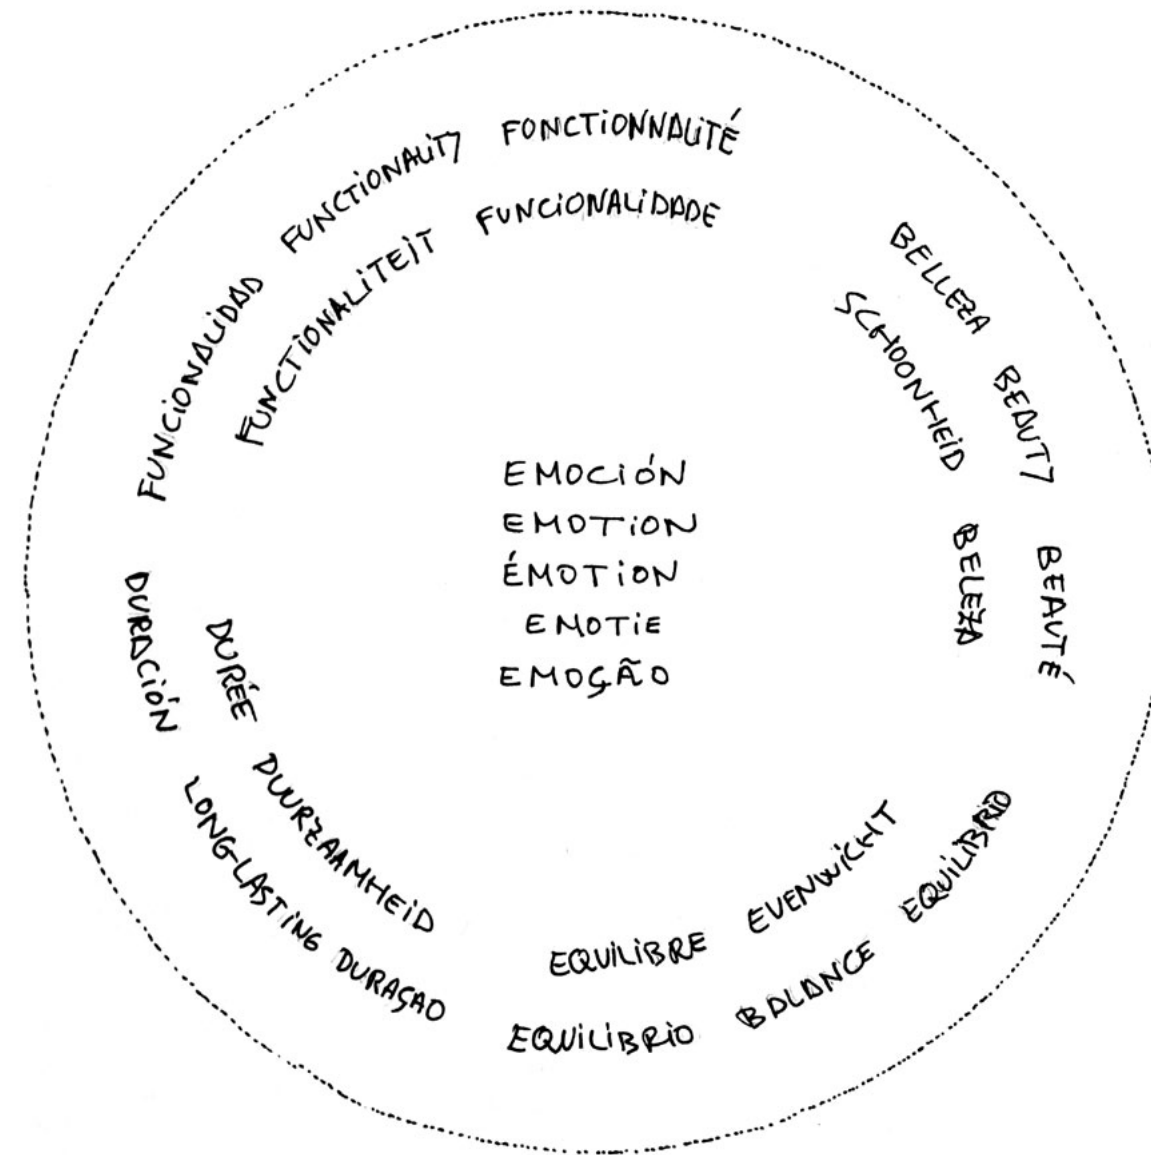 FUNCIONALIDAD FUNCTIONALITY FONCTIONNALITÉ
FUNCTIONALITEIT FUNCIONALIDADE
BELLEZA BEAUTY BEAUTÉ
SCHOONHEID BELEZA
EMOCIÓN
EMOTION
ÉMOTION
EMOTIE
EMOÇÃO
DURÉE DUURZAAMHEID
DURACIÓN LONG-LASTING DURAÇAO
EQUILIBRE EVENWICHT
EQUILIBRIO BALANCE EQUILIBRIO